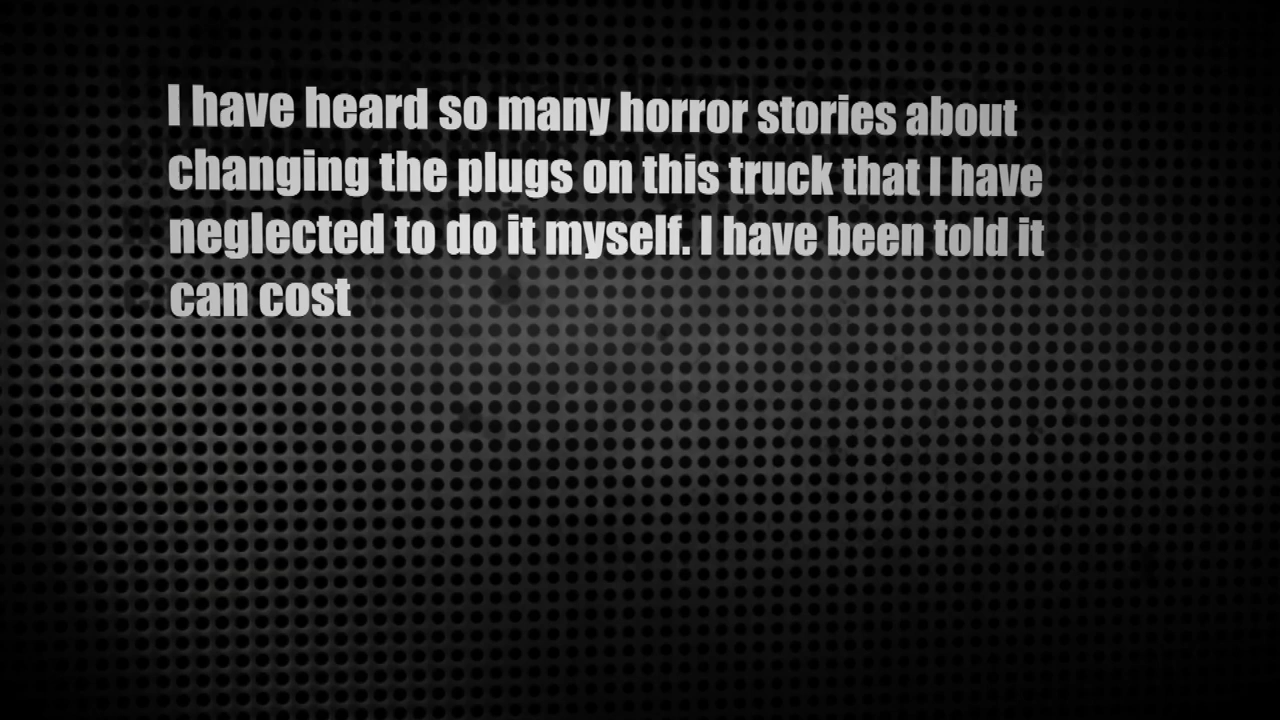 I have heard so many horror stories about
changing the plugs on this truck that I have
neglected to do it myself. I have been told it
can cost